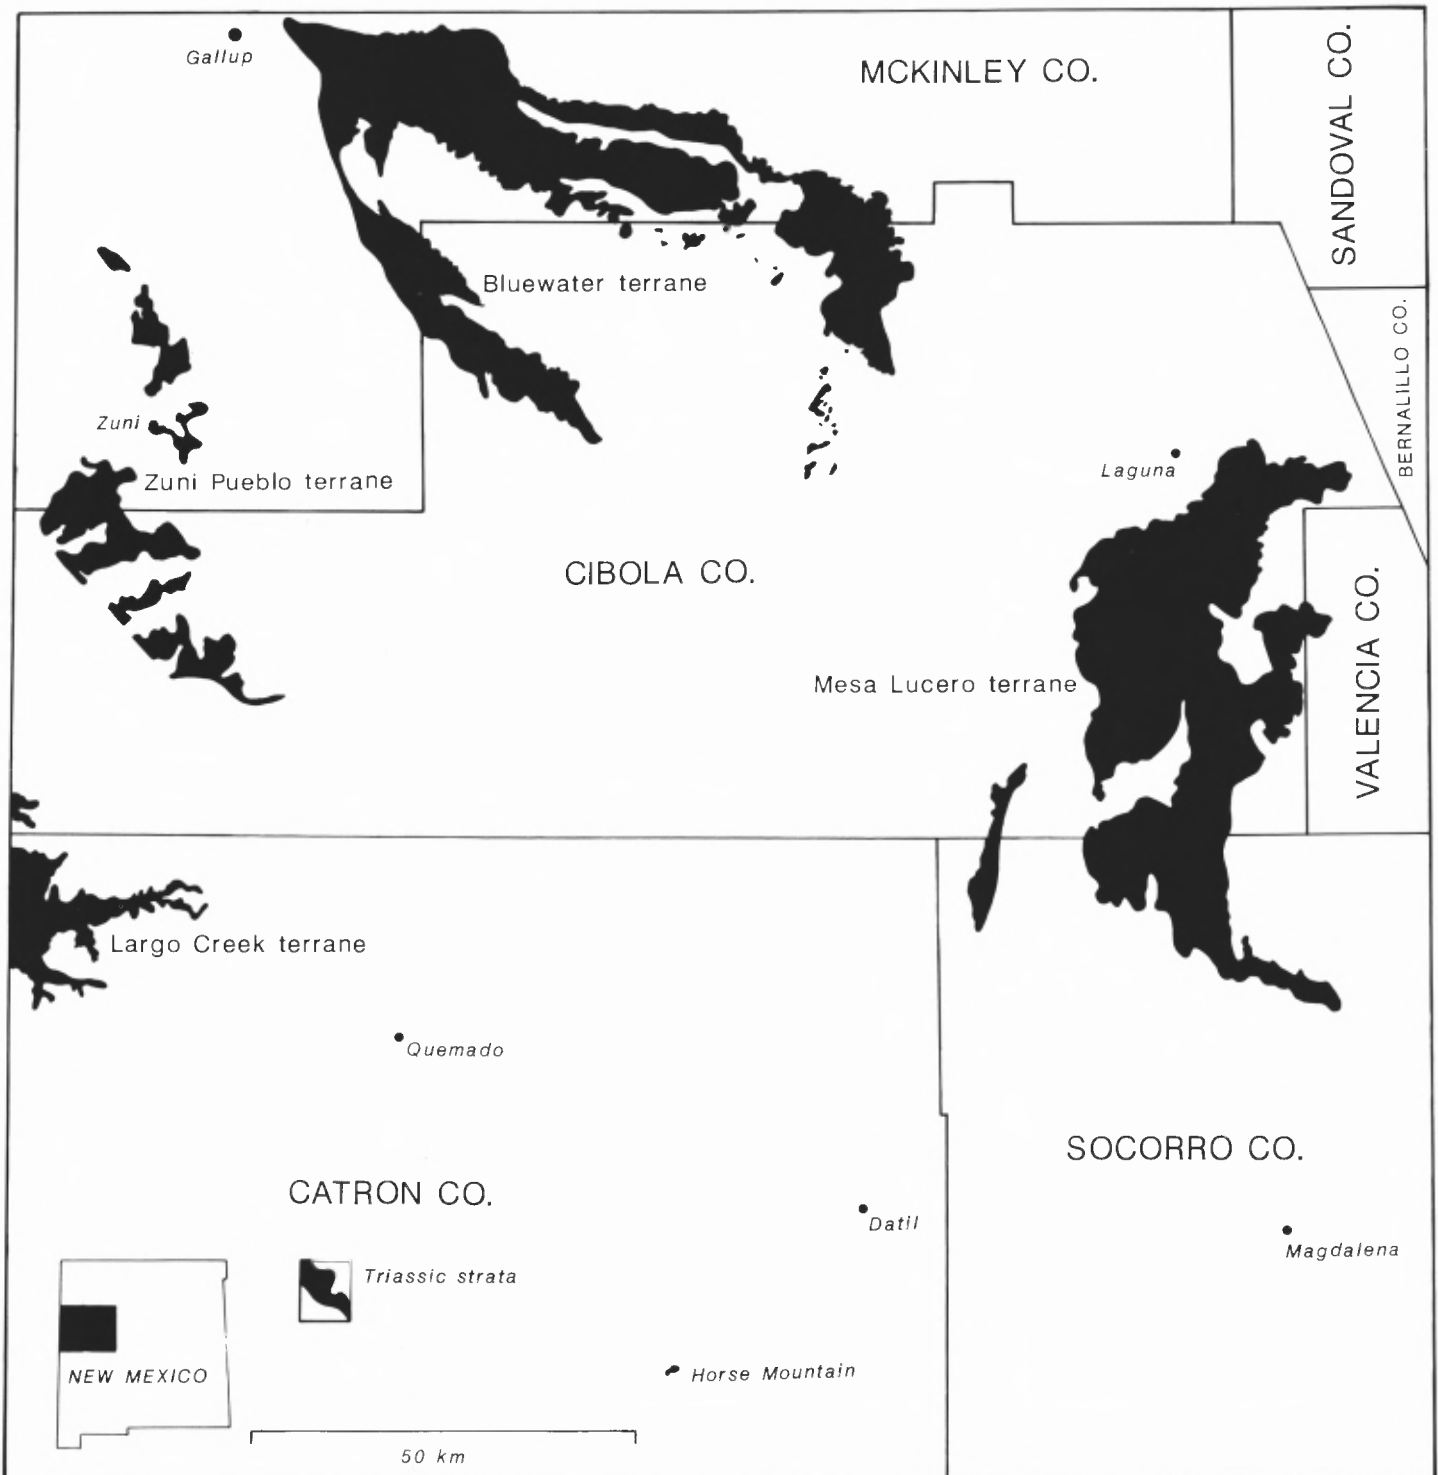 Gallup
MCKINLEY CO.
SANDOVAL CO.
Bluewater terrane
BERNALILLO CO.
Zuni
Laguna
Zuni Pueblo terrane
CIBOLA CO.
VALENCIA CO.
Mesa Lucero terrane
Largo Creek terrane
Quemado
SOCORRO CO.
CATRON CO.
Datil
Magdalena
Triassic strata
NEW MEXICO
Horse Mountain
50 km